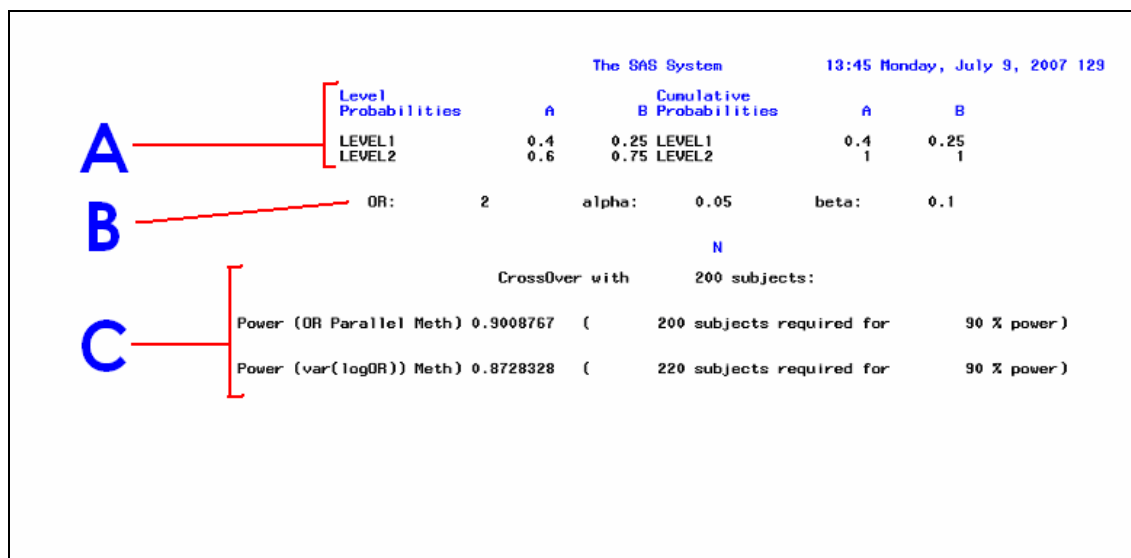 The SAS System 13:45 Monday, July 9, 2007 129
Level Cumulative
Probabilities A B Probabilities A B
LEVEL1 0.4 0.25 LEVEL1 0.4 0.25
LEVEL2 0.6 0.75 LEVEL2 1 1
A
OR: 2 alpha: 0.05 beta: 0.1
B
N
CrossOver with 200 subjects:
Power (OR Parallel Meth) 0.9008767 ( 200 subjects required for 90 % power)
C
Power (var(logOR)) Meth) 0.8728328 ( 220 subjects required for 90 % power)